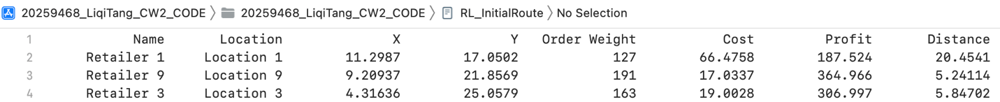 20259468_LiqiTang_CW2_CODE 20259468_LiqiTang_CW2_CODE RL_InitialRoute No Selection
1 Name Location X Y Order Weight Cost Profit Distance
2 Retailer 1 Location 1 11.2987 17.0502 127 66.4758 187.524 20.4541
3 Retailer 9 Location 9 9.20937 21.8569 191 17.0337 364.966 5.24114
4 Retailer 3 Location 3 4.31636 25.0579 163 19.0028 306.997 5.84702